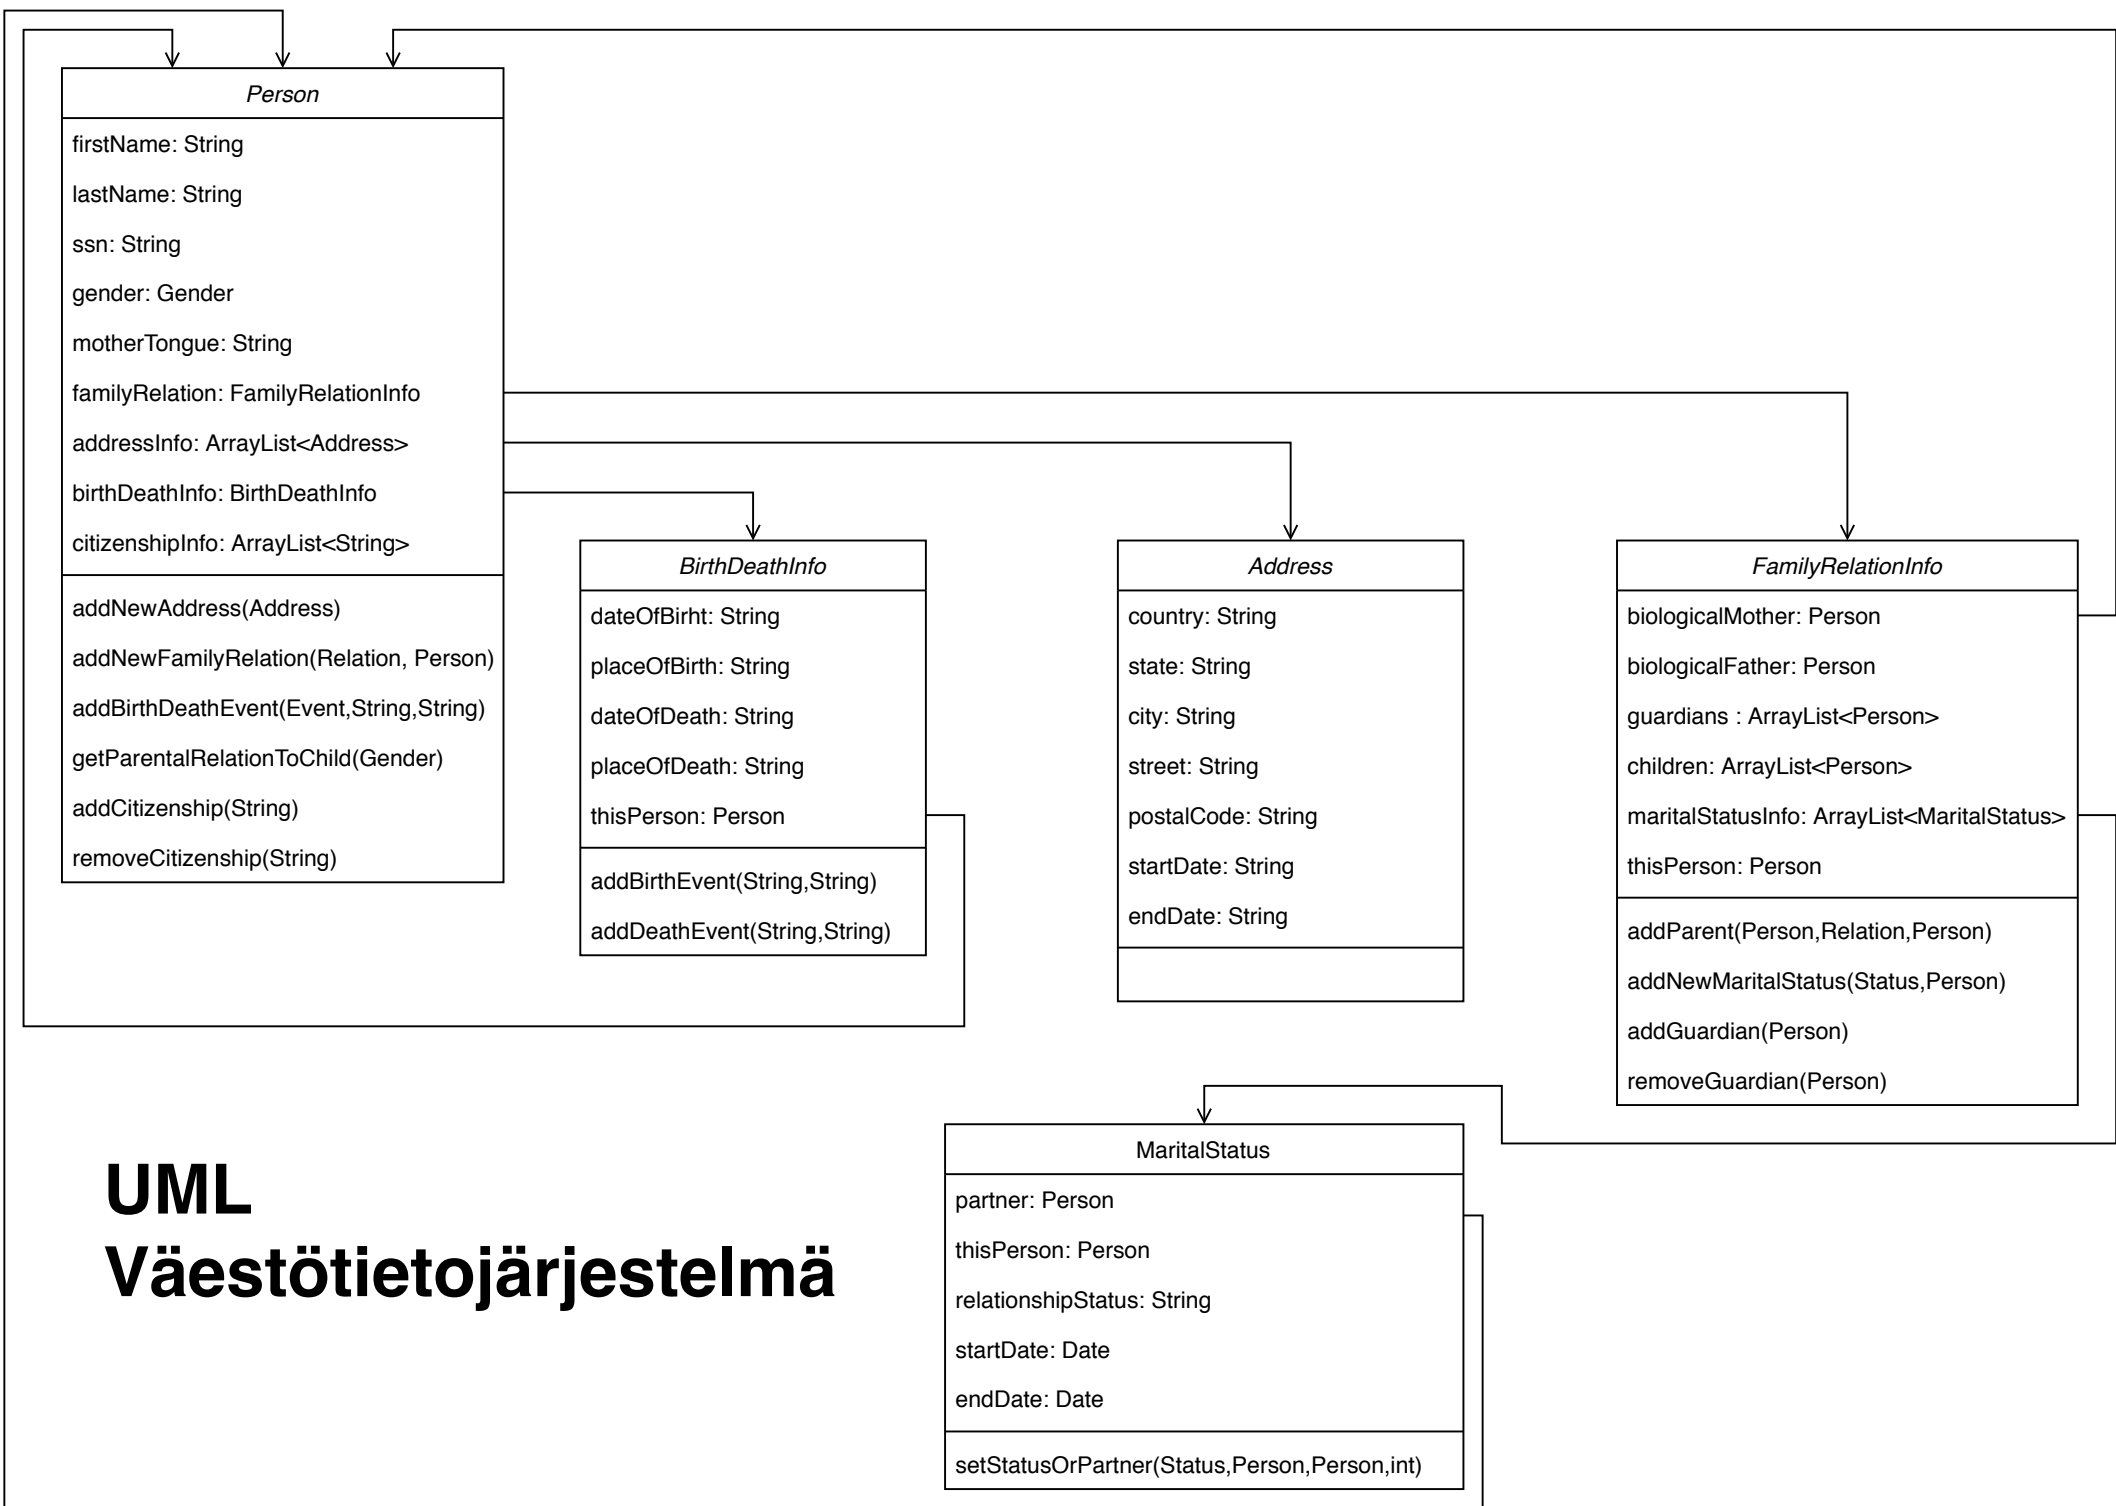 Person
firstName: String
lastName: String
ssn: String
gender: Gender
motherTongue: String
familyRelation: FamilyRelationInfo
addressInfo: ArrayList<Address>
birthDeathInfo: BirthDeathInfo
citizenshipInfo: ArrayList<String>
addNewAddress(Address)
addNewFamilyRelation(Relation, Person)
addBirthDeathEvent(Event,String,String)
getParentalRelationToChild(Gender)
addCitizenship(String)
removeCitizenship(String)
BirthDeathInfo
dateOfBirht: String
placeOfBirth: String
dateOfDeath: String
placeOfDeath: String
thisPerson: Person
addBirthEvent(String,String)
addDeathEvent(String,String)
Address
country: String
state: String
city: String
street: String
postalCode: String
startDate: String
endDate: String
FamilyRelationInfo
biologicalMother: Person
biologicalFather: Person
guardians : ArrayList<Person>
children: ArrayList<Person>
maritalStatusInfo: ArrayList<MaritalStatus>
thisPerson: Person
addParent(Person,Relation,Person)
addNewMaritalStatus(Status,Person)
addGuardian(Person)
removeGuardian(Person)
MaritalStatus
partner: Person
thisPerson: Person
relationshipStatus: String
startDate: Date
endDate: Date
setStatusOrPartner(Status,Person,Person,int)
UML
Väestötietojärjestelmä